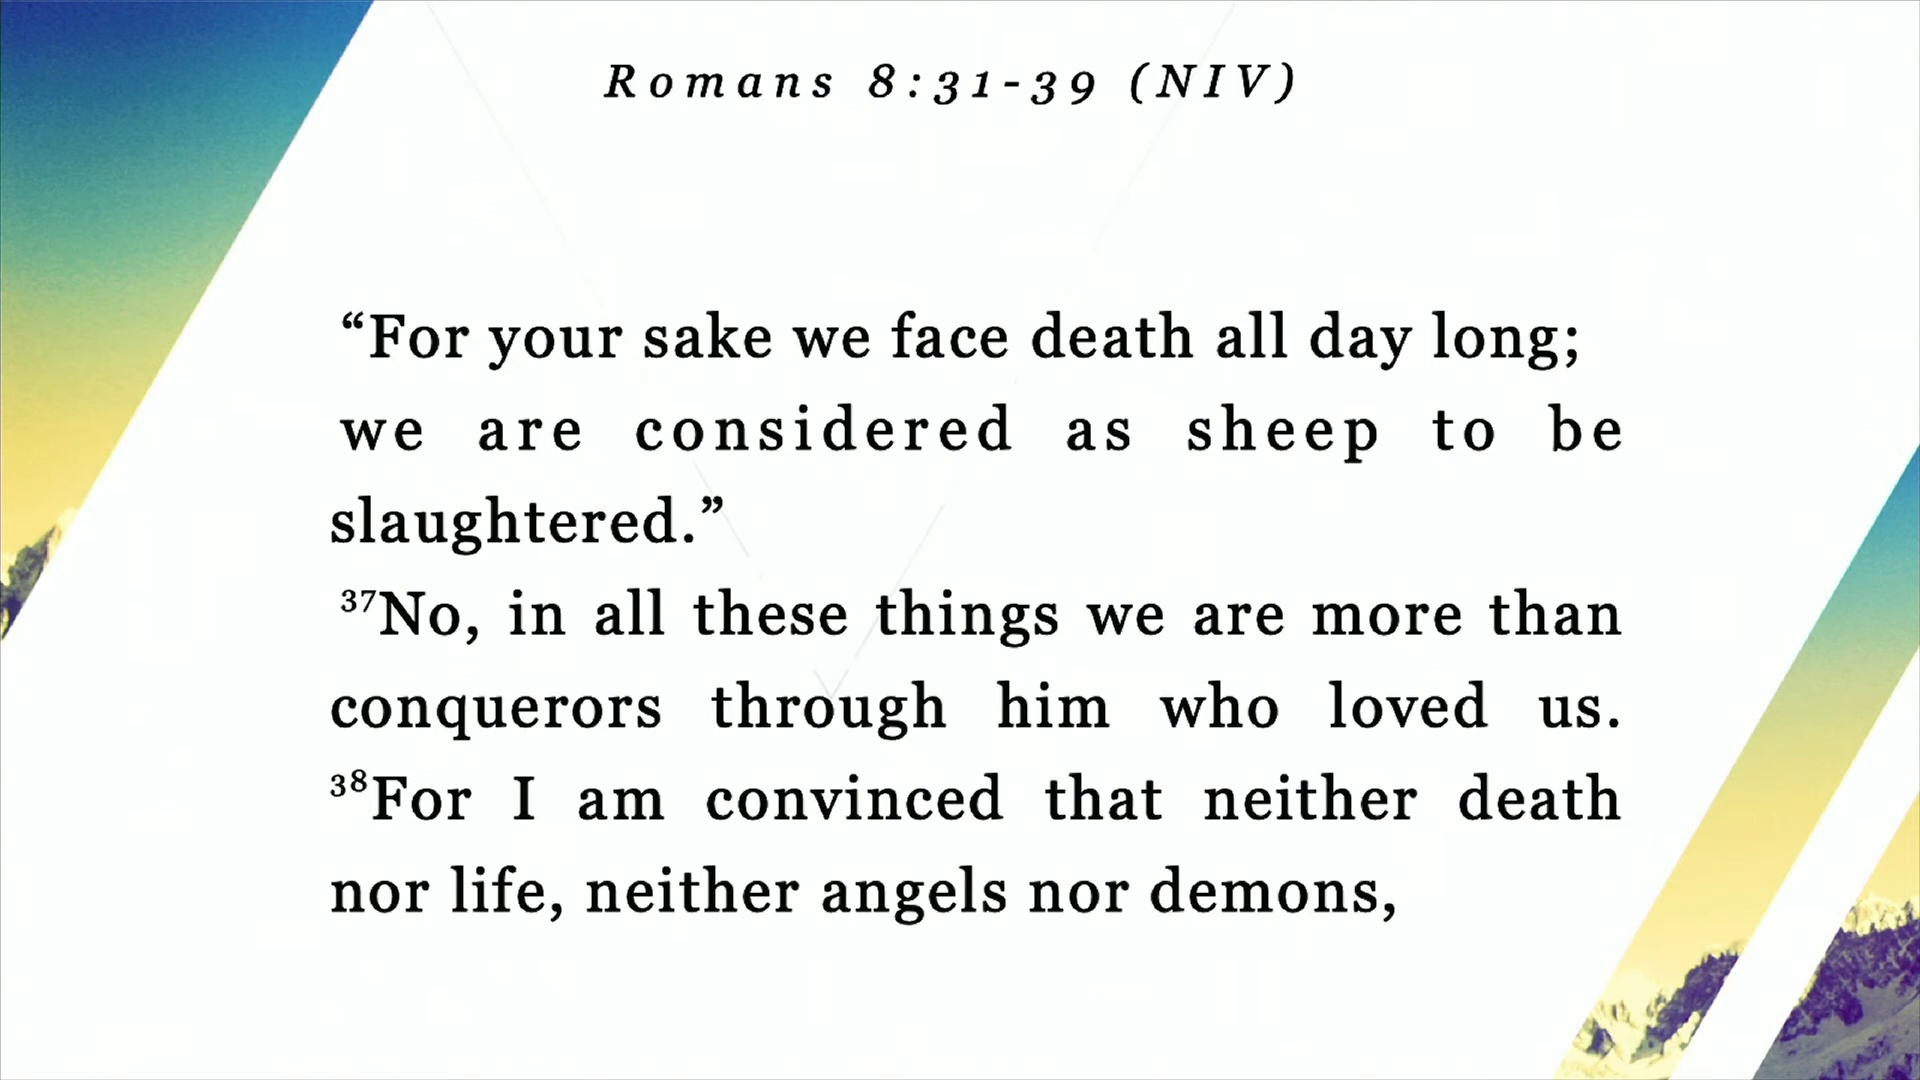 Romans 8:31-39 (NIV)
“For your sake we face death all day long;
we are considered as sheep to be
slaughtered.”
³⁷No, in all these things we are more than
conquerors through him who loved us.
³⁸For I am convinced that neither death
nor life, neither angels nor demons,